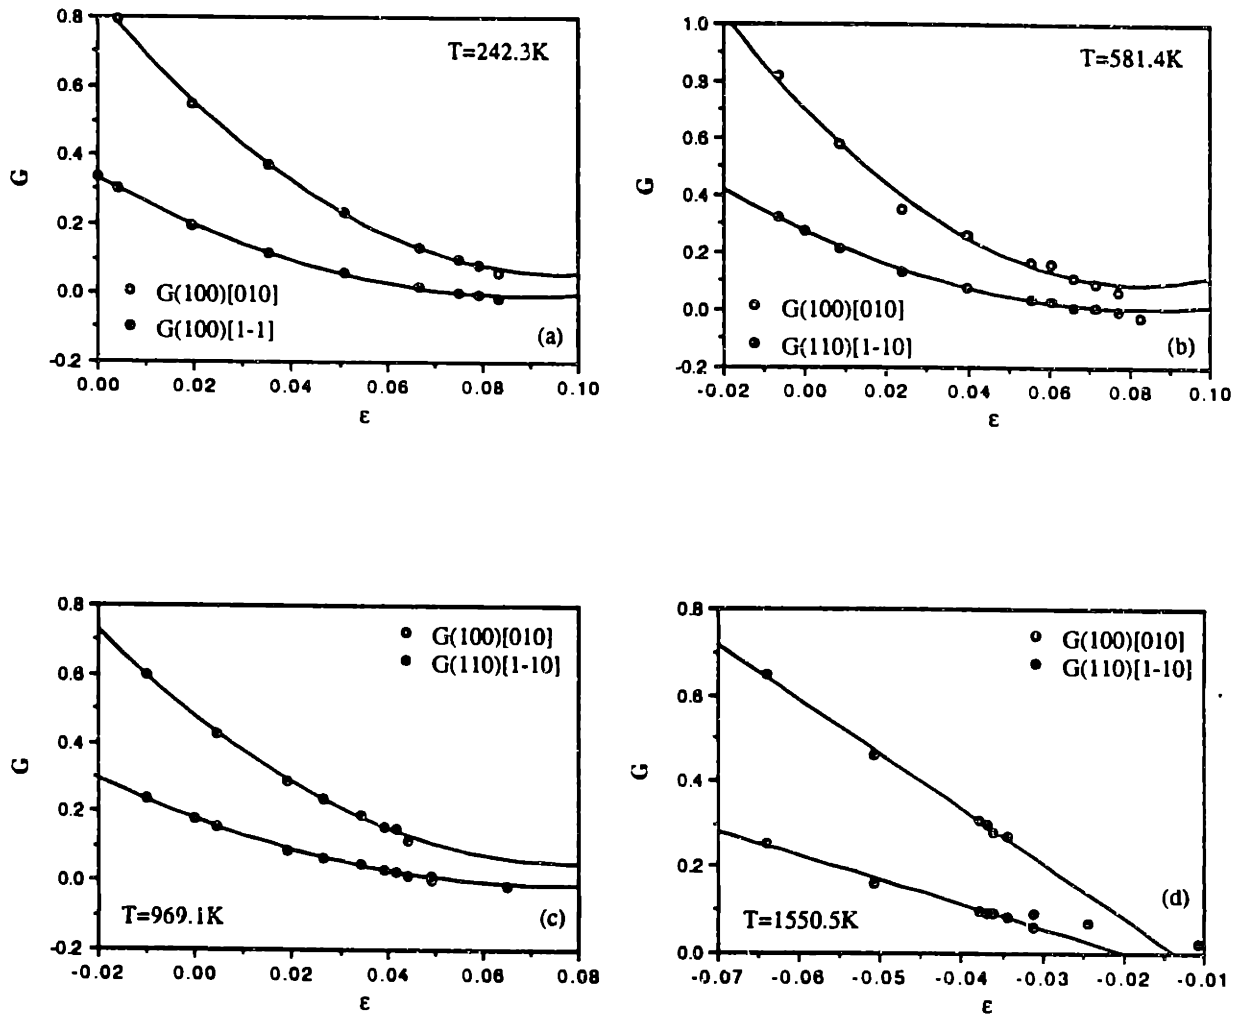 0.8
0.6
0.4
0.2
0.0
-0.2
G
T=242.3K
G(100)[010]
G(100)[1-1]
(a)
0.00 0.02 0.04 0.06 0.08 0.10
ε
1.0
0.8
0.6
0.4
0.2
0.0
-0.2
G
T=581.4K
G(100)[010]
G(110)[1-10]
(b)
-0.02 0.00 0.02 0.04 0.06 0.08 0.10
ε
0.8
0.6
0.4
0.2
0.0
-0.2
G
G(100)[010]
G(110)[1-10]
T=969.1K
(c)
-0.02 0.00 0.02 0.04 0.06 0.08
ε
0.8
0.6
0.4
0.2
0.0
G
G(100)[010]
G(110)[1-10]
(d)
T=1550.5K
-0.07 -0.06 -0.05 -0.04 -0.03 -0.02 -0.01
ε